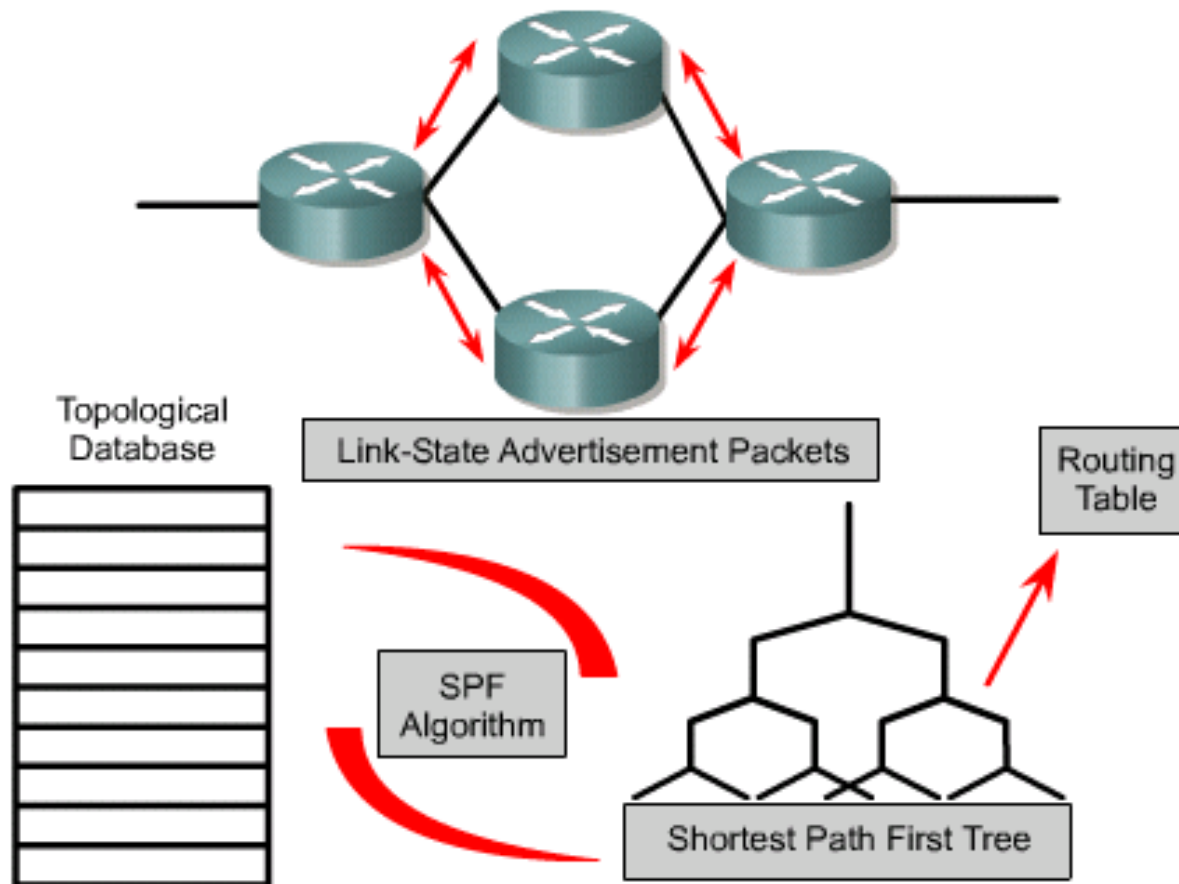 Topological
Database
Link-State Advertisement Packets
Routing
Table
SPF
Algorithm
Shortest Path First Tree